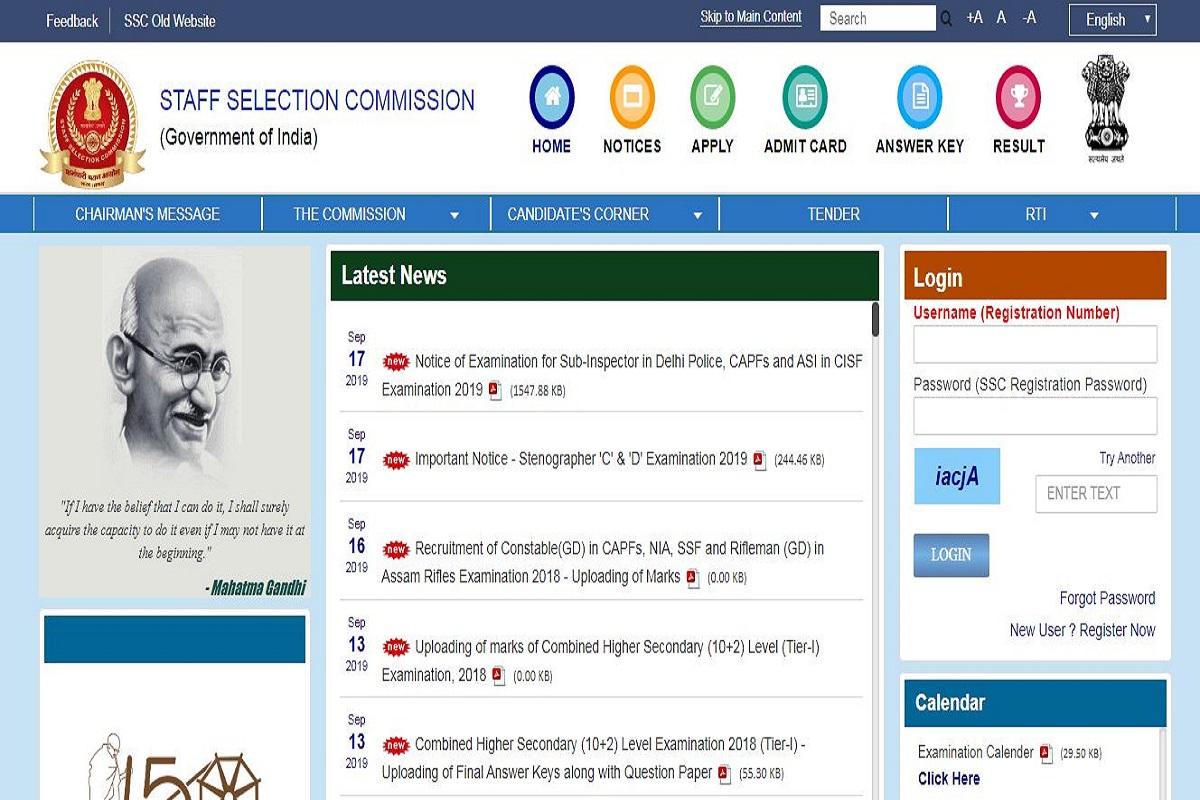 Feedback
SSC Old Website
Skip to Main Content
Search
+A A -A
English
STAFF SELECTION COMMISSION
(Government of India)
HOME
NOTICES
APPLY
ADMIT CARD
ANSWER KEY
RESULT
STAFF SELECTION COMMISSION
सत्यमेव जयते
CHAIRMAN'S MESSAGE
THE COMMISSION
CANDIDATE'S CORNER
TENDER
RTI
"If I have the belief that I can do it, I shall surely
acquire the capacity to do it even if I may not have it at
the beginning."
- Mahatma Gandhi
150
Latest News
Sep
17
2019
new Notice of Examination for Sub-Inspector in Delhi Police, CAPFs and ASI in CISF
Examination 2019 (1547.88 KB)
Sep
17
2019
new Important Notice - Stenographer 'C' & 'D' Examination 2019 (244.46 KB)
Sep
16
2019
new Recruitment of Constable(GD) in CAPFs, NIA, SSF and Rifleman (GD) in
Assam Rifles Examination 2018 - Uploading of Marks (0.00 KB)
Sep
13
2019
new Uploading of marks of Combined Higher Secondary (10+2) Level (Tier-I)
Examination, 2018 (0.00 KB)
Sep
13
2019
new Combined Higher Secondary (10+2) Level Examination 2018 (Tier-I) -
Uploading of Final Answer Keys along with Question Paper (55.30 KB)
Login
Username (Registration Number)
Password (SSC Registration Password)
iacjA
Try Another
ENTER TEXT
LOGIN
Forgot Password
New User ? Register Now
Calendar
Examination Calender (29.50 KB)
Click Here